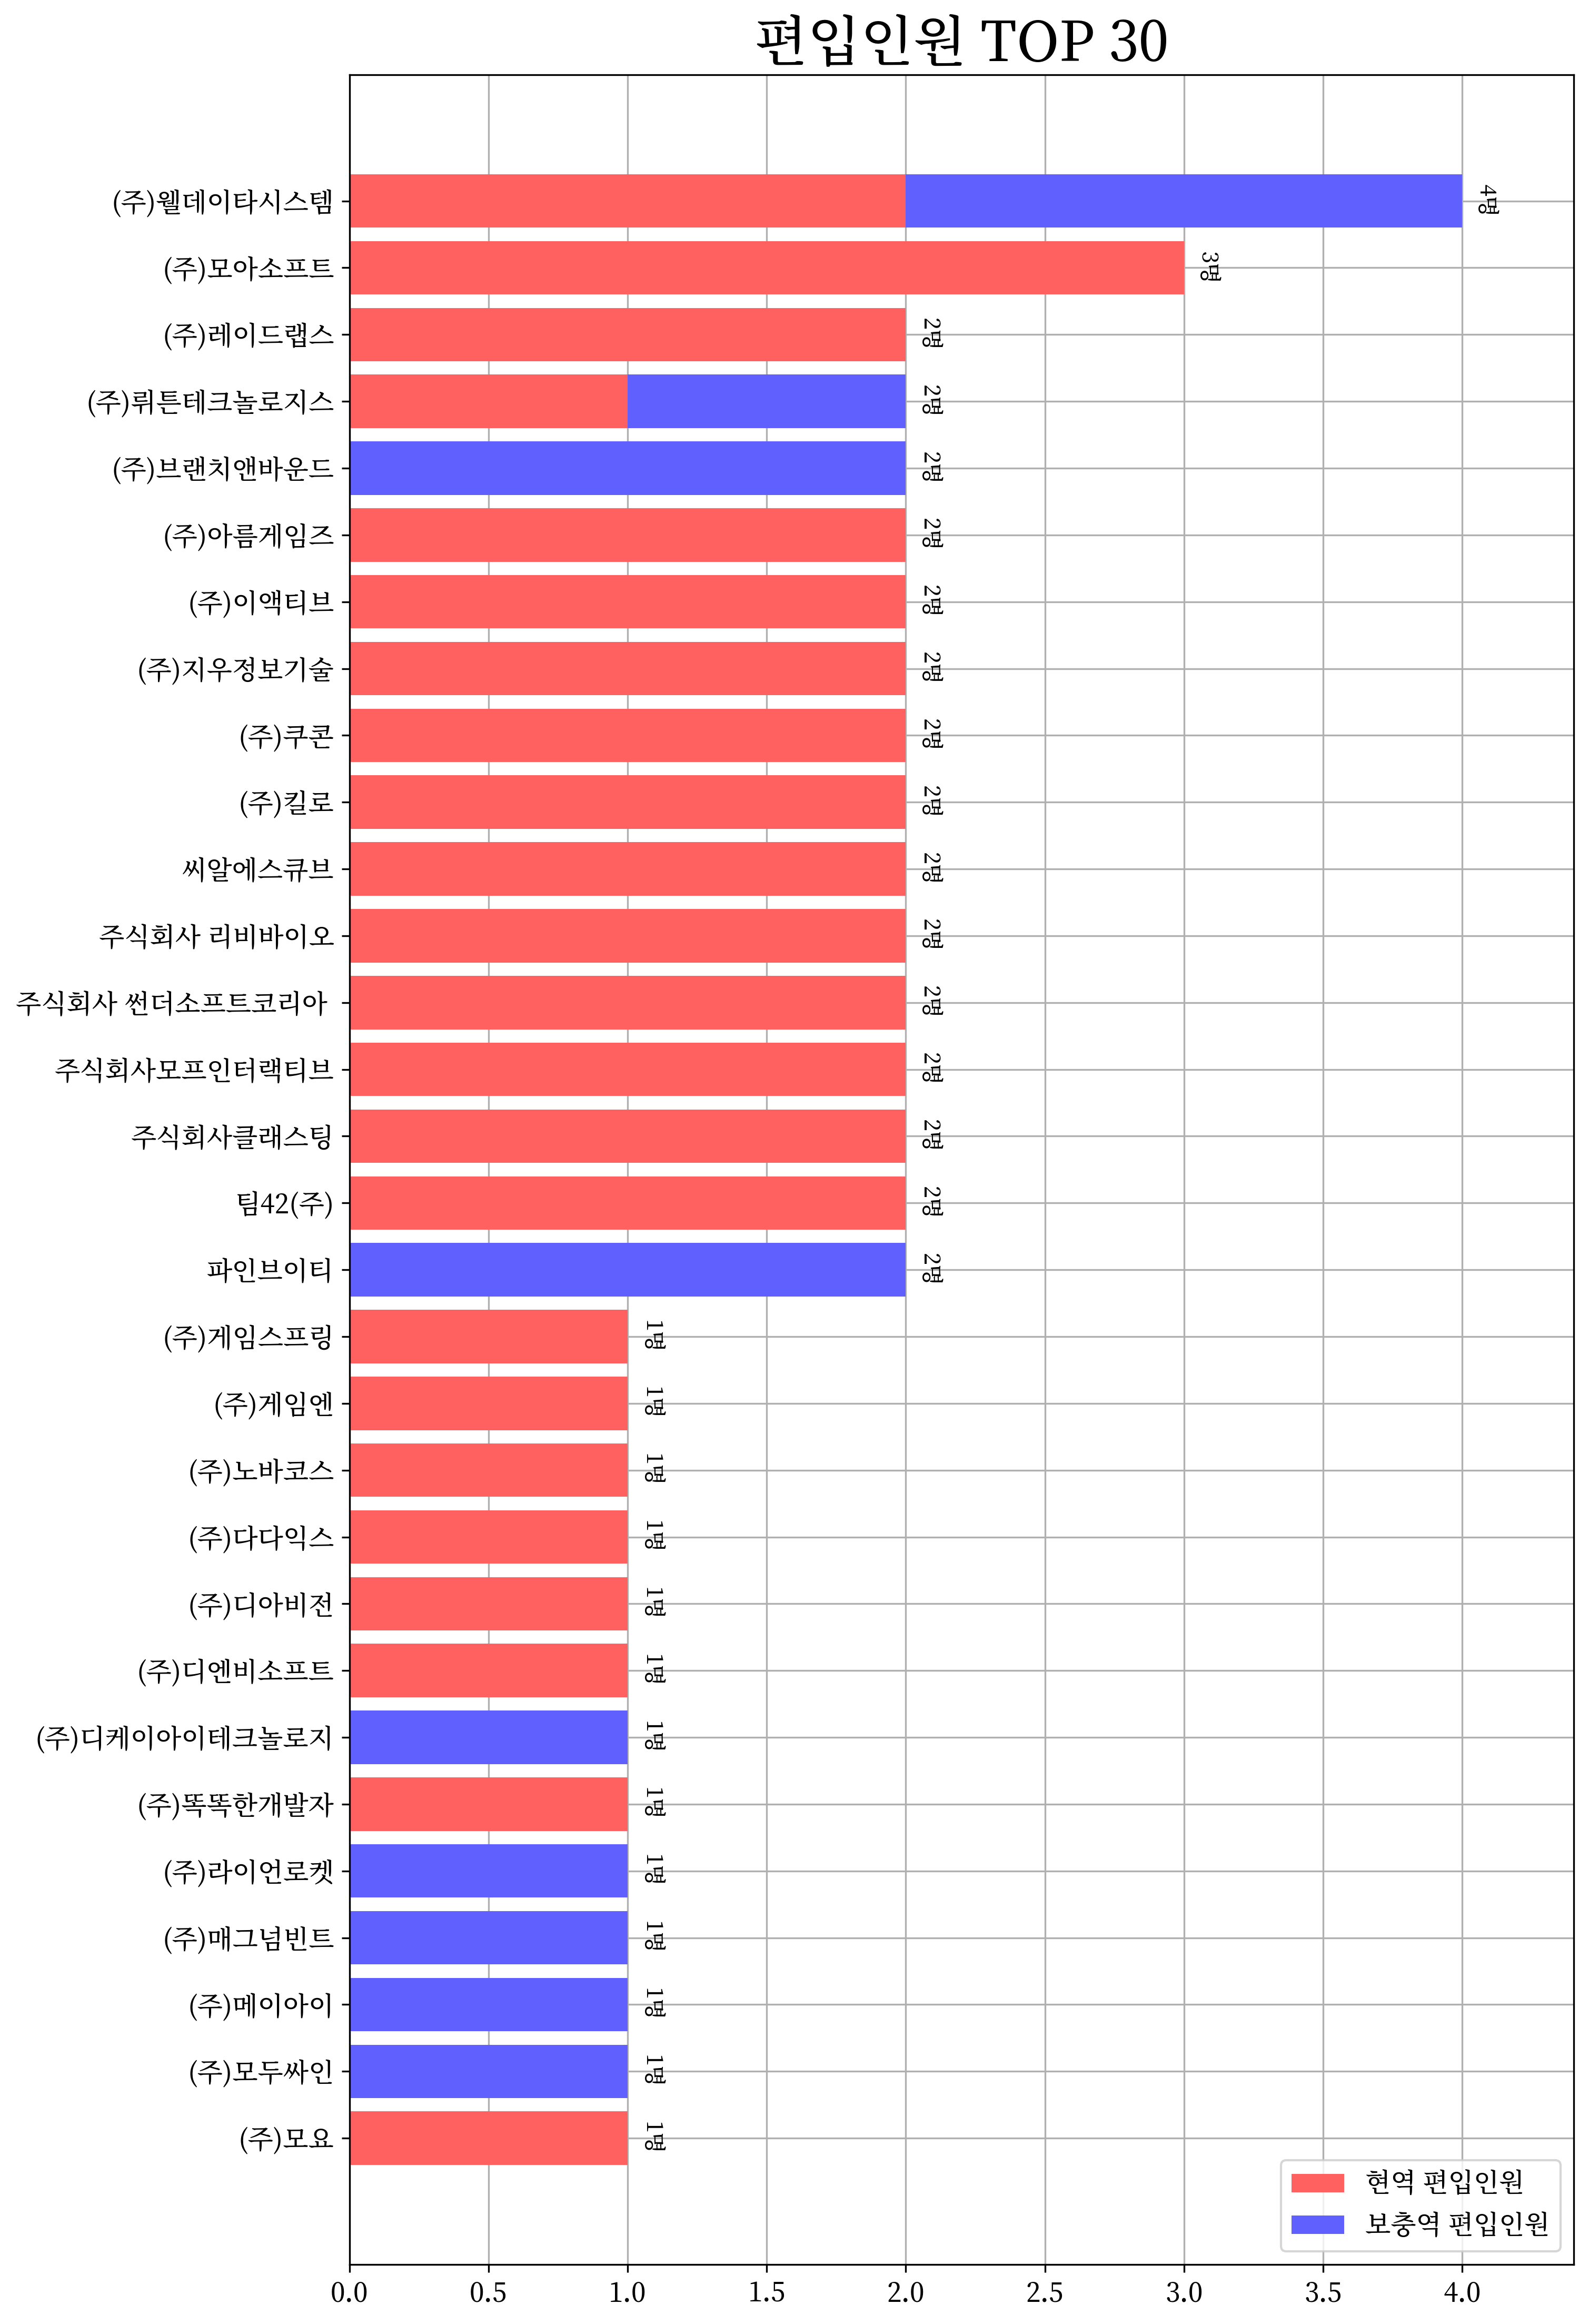 편입인원 TOP 30
(주)웰데이타시스템 4명
(주)모아소프트 3명
(주)레이드랩스 2명
(주)뤼튼테크놀로지스 2명
(주)브랜치앤바운드 2명
(주)아름게임즈 2명
(주)이액티브 2명
(주)지우정보기술 2명
(주)쿠콘 2명
(주)킬로 2명
씨알에스큐브 2명
주식회사 리비바이오 2명
주식회사 썬더소프트코리아 2명
주식회사모프인터랙티브 2명
주식회사클래스팅 2명
팀42(주) 2명
파인브이티 2명
(주)게임스프링 1명
(주)게임엔 1명
(주)노바코스 1명
(주)다다익스 1명
(주)디아비전 1명
(주)디엔비소프트 1명
(주)디케이아이테크놀로지 1명
(주)똑똑한개발자 1명
(주)라이언로켓 1명
(주)매그넘빈트 1명
(주)메이아이 1명
(주)모두싸인 1명
(주)모요 1명
현역 편입인원
보충역 편입인원
0.0 0.5 1.0 1.5 2.0 2.5 3.0 3.5 4.0